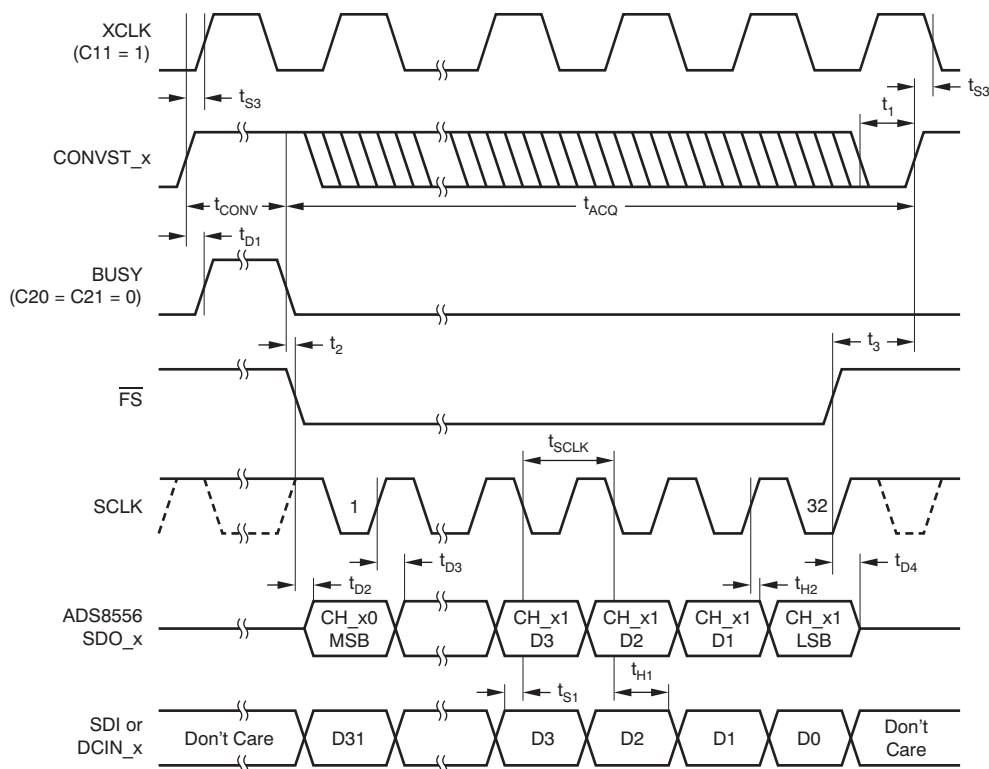 XCLK
(C11 = 1)
tS3
tS3
t1
CONVST_x
tCONV
tACQ
tD1
BUSY
(C20 = C21 = 0)
t2
t3
FS
tSCLK
SCLK
1
32
tD3
tD2
tH2
tD4
ADS8556
SDO_x
CH_x0
MSB
CH_x1
D3
CH_x1
D2
CH_x1
D1
CH_x1
LSB
tS1
tH1
SDI or
DCIN_x
Don't Care
D31
D3
D2
D1
D0
Don't
Care